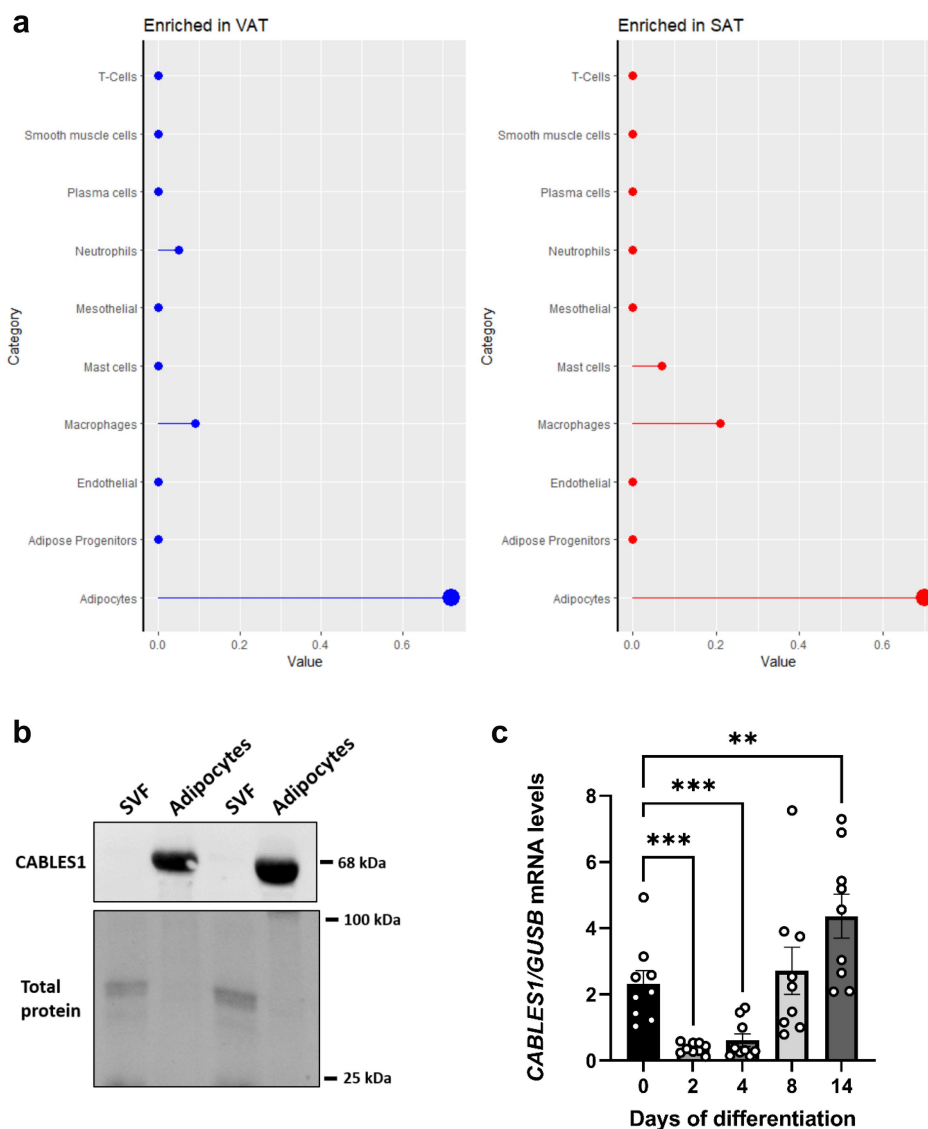 a
Enriched in VAT
T-Cells
Smooth muscle cells
Plasma cells
Neutrophils
Mesothelial
Mast cells
Macrophages
Endothelial
Adipose Progenitors
Adipocytes
Category
0.0 0.2 0.4 0.6
Value
Enriched in SAT
T-Cells
Smooth muscle cells
Plasma cells
Neutrophils
Mesothelial
Mast cells
Macrophages
Endothelial
Adipose Progenitors
Adipocytes
Category
0.0 0.2 0.4 0.6
Value
b
SVF Adipocytes SVF Adipocytes
CABLES1
68 kDa
100 kDa
Total
protein
25 kDa
c
**
***
***
CABLES1/GUSB mRNA levels
8
6
4
2
0
0 2 4 8 14
Days of differentiation